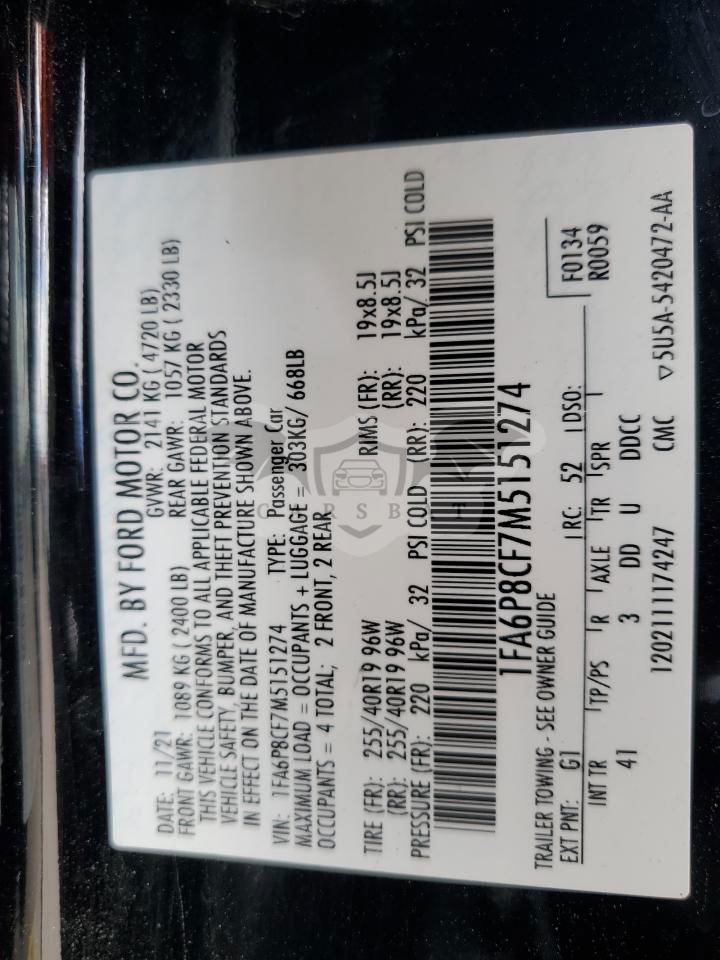 MFD. BY FORD MOTOR CO.
DATE: 11/21 GVWR: 2141 KG ( 4720 LB)
FRONT GAWR: 1089 KG ( 2400 LB) REAR GAWR: 1057 KG ( 2330 LB)
THIS VEHICLE CONFORMS TO ALL APPLICABLE FEDERAL MOTOR
VEHICLE SAFETY, BUMPER, AND THEFT PREVENTION STANDARDS
IN EFFECT ON THE DATE OF MANUFACTURE SHOWN ABOVE.
VIN: 1FA6P8CF7M5151274 TYPE: Passenger Car
MAXIMUM LOAD = OCCUPANTS + LUGGAGE = 303KG/ 668LB
OCCUPANTS = 4 TOTAL; 2 FRONT, 2 REAR
TIRE (FR): 255/40R19 96W RIMS (FR): 19x8.5J
(RR): 255/40R19 96W (RR): 19x8.5J
PRESSURE (FR): 220 kPa/ 32 PSI COLD (RR): 220 kPa/ 32 PSI COLD
1FA6P8CF7M5151274
TRAILER TOWING - SEE OWNER GUIDE F0134
EXT PNT: G1 RC: 52 DSO: R0059
INT TR TP/PS R AXLE TR SPR
41 3 DD U DDCC
1202111174247 CMC ▽5U5A-5420472-AA